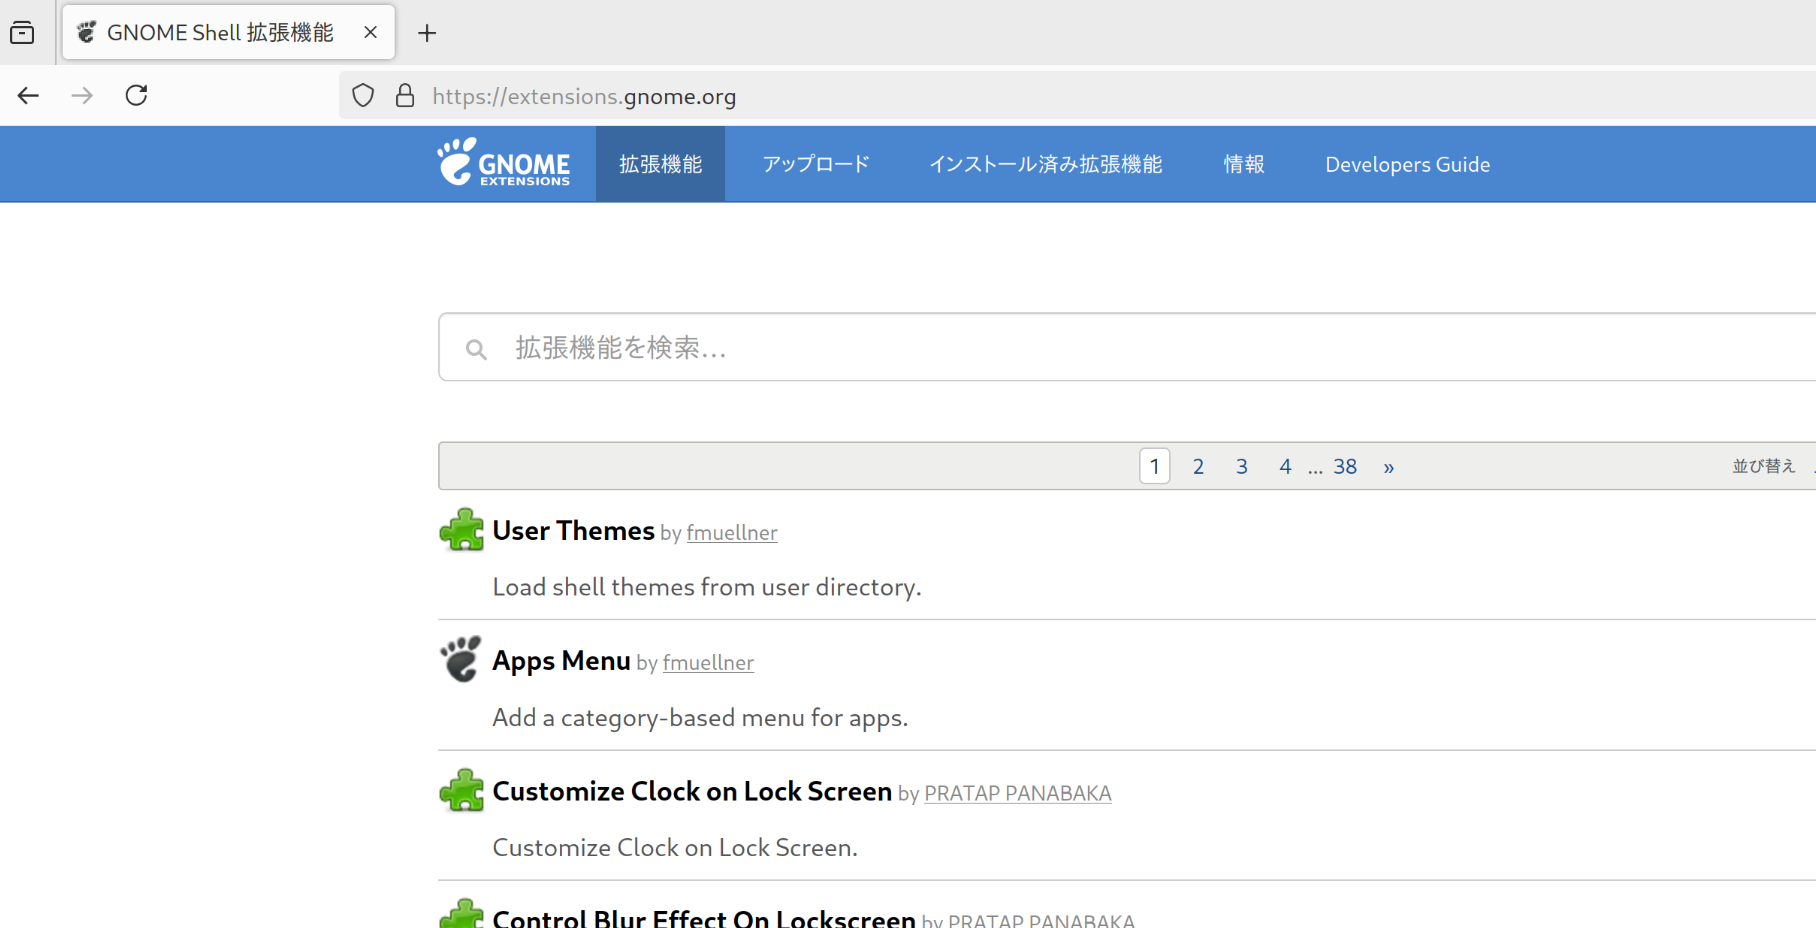 GNOME Shell 拡張機能
https://extensions.gnome.org
GNOME EXTENSIONS 拡張機能 アップロード インストール済み拡張機能 情報 Developers Guide
拡張機能を検索...
1 2 3 4 ... 38 » 並び替え
User Themes by fmuellner
Load shell themes from user directory.
Apps Menu by fmuellner
Add a category-based menu for apps.
Customize Clock on Lock Screen by PRATAP PANABAKA
Customize Clock on Lock Screen.
Control Blur Effect On Lockscreen by PRATAP PANABAKA